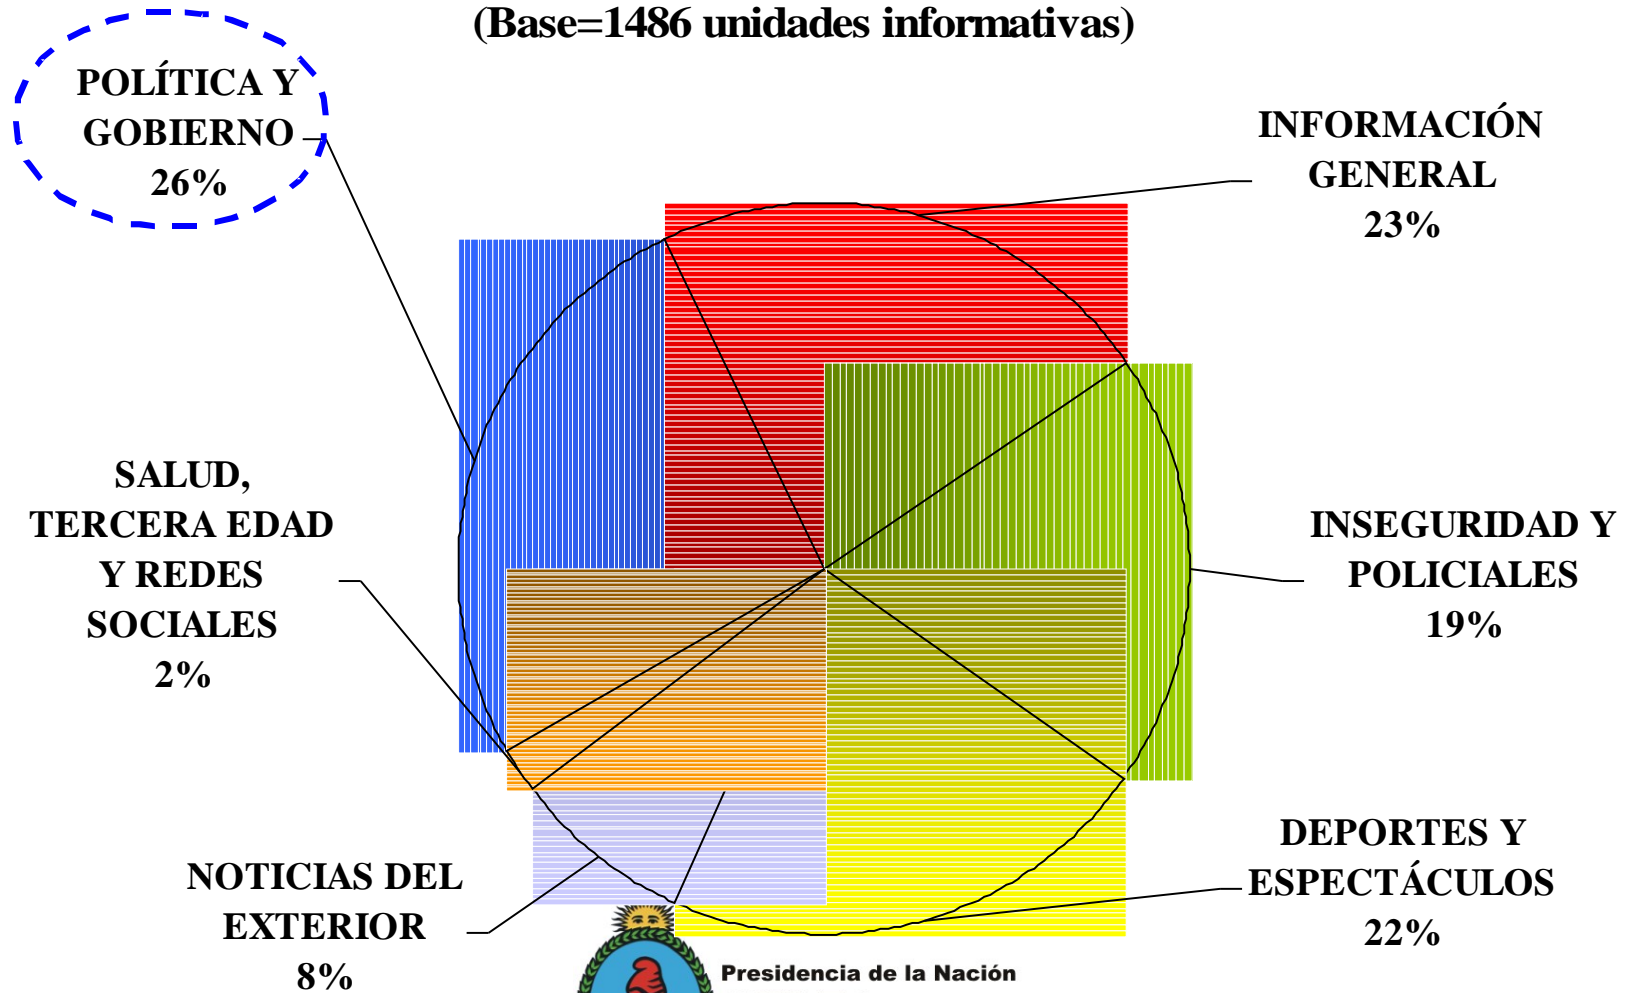 (Base=1486 unidades informativas)
POLÍTICA Y
GOBIERNO
26%
INFORMACIÓN
GENERAL
23%
SALUD,
TERCERA EDAD
Y REDES
SOCIALES
2%
INSEGURIDAD Y
POLICIALES
19%
NOTICIAS DEL
EXTERIOR
8%
DEPORTES Y
ESPECTÁCULOS
22%
Presidencia de la Nación